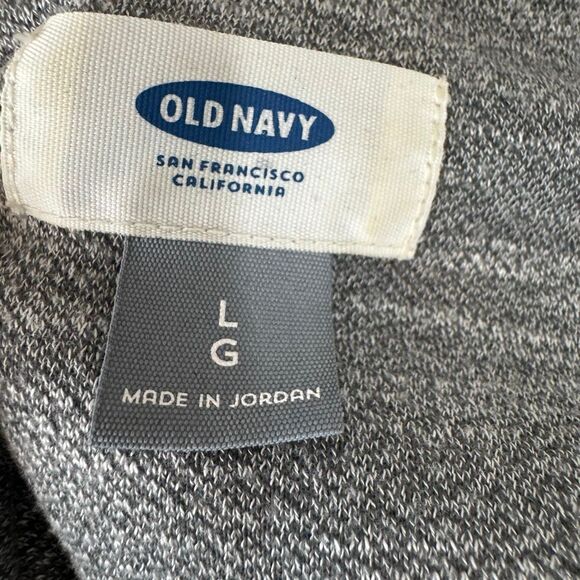 OLD NAVY
SAN FRANCISCO
CALIFORNIA
L
G
MADE IN JORDAN